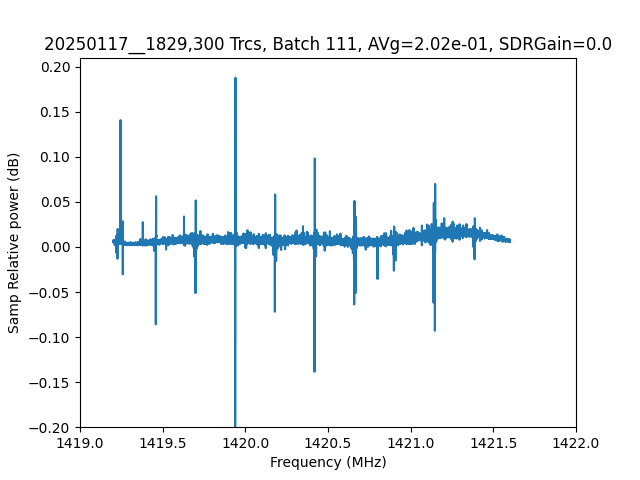 20250117__1829,300 Trcs, Batch 111, AVg=2.02e-01, SDRGain=0.0
0.20
0.15
0.10
0.05
0.00
−0.05
−0.10
−0.15
−0.20
Samp Relative power (dB)
1419.0 1419.5 1420.0 1420.5 1421.0 1421.5 1422.0
Frequency (MHz)